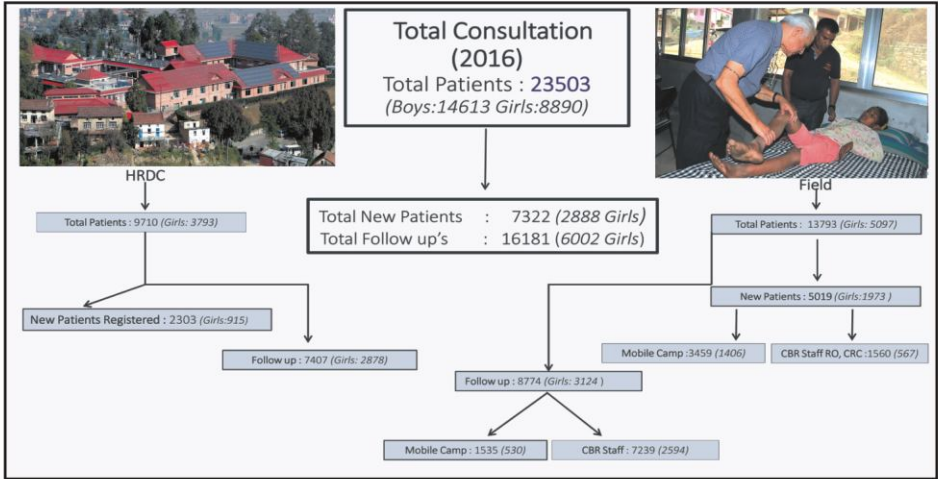 Total Consultation
(2016)
Total Patients : 23503
(Boys:14613 Girls:8890)
HRDC
Field
Total Patients : 9710 (Girls: 3793)
Total New Patients : 7322 (2888 Girls)
Total Follow up's : 16181 (6002 Girls)
Total Patients : 13793 (Girls: 5097)
New Patients Registered : 2303 (Girls:915)
Follow up : 7407 (Girls: 2878)
New Patients : 5019 (Girls:1973 )
Mobile Camp :3459 (1406)
CBR Staff RO, CRC :1560 (567)
Follow up : 8774 (Girls: 3124 )
Mobile Camp : 1535 (530)
CBR Staff : 7239 (2594)